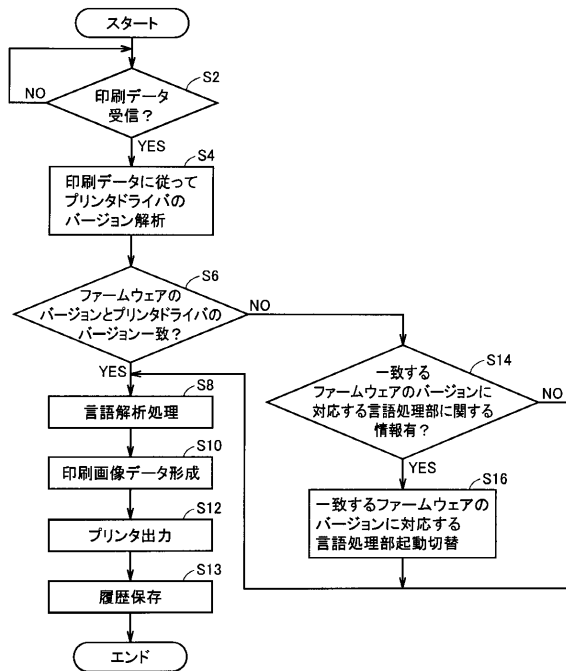 スタート
S2
印刷データ
受信？
NO
YES
S4
印刷データに従って
プリンタドライバの
バージョン解析
S6
ファームウェアの
バージョンとプリンタドライバの
バージョン一致？
NO
YES
S14
一致する
ファームウェアのバージョンに
対応する言語処理部に関する
情報有？
NO
YES
S8
言語解析処理
S10
印刷画像データ形成
S16
一致するファームウェアの
バージョンに対応する
言語処理部起動切替
S12
プリンタ出力
S13
履歴保存
エンド